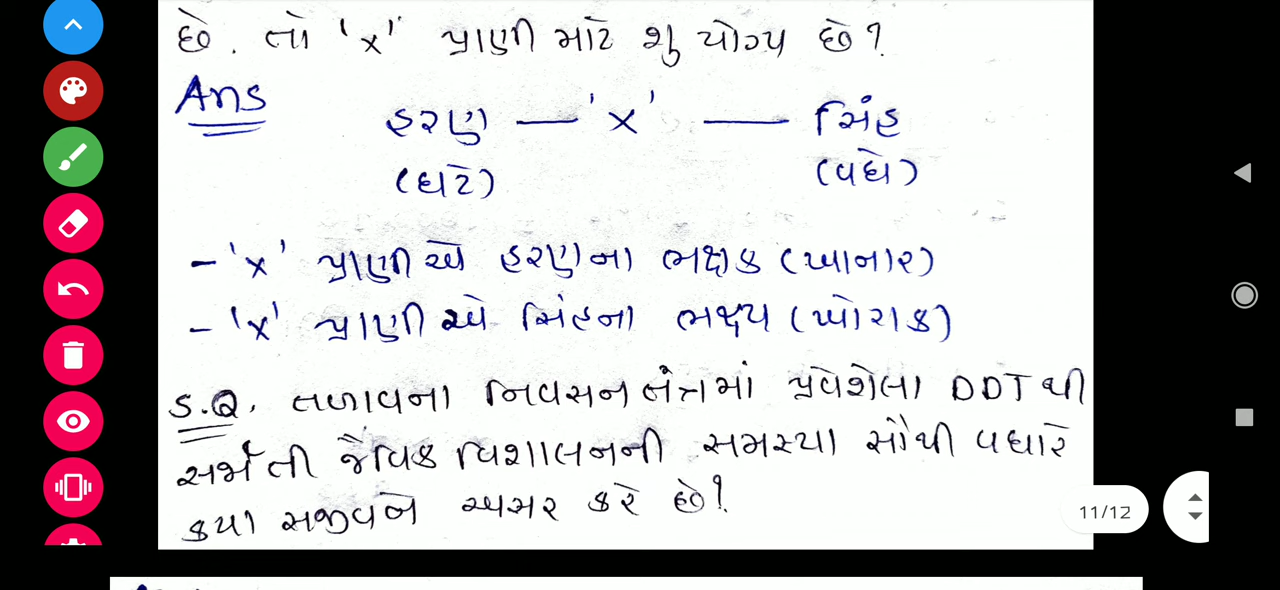 છે. તો 'x' પ્રાણી માટે શુ યોગ્ય છે?
Ans
હરણ — 'x' — સિંહ
(ઘટે) (વધે)
- 'x' પ્રાણી એ હરણના ભક્ષક (ખાનાર)
- 'x' પ્રાણી એ સિંહના ભક્ષ્ય (ખોરાક)
S.Q. તળાવના નિવસનતંત્રમાં પ્રવેશેલા DDT થી
સર્જાતી જૈવિક વિશાલનની સમસ્યા સૌથી વધારે
કયા સજીવને અસર કરે છે?
11/12